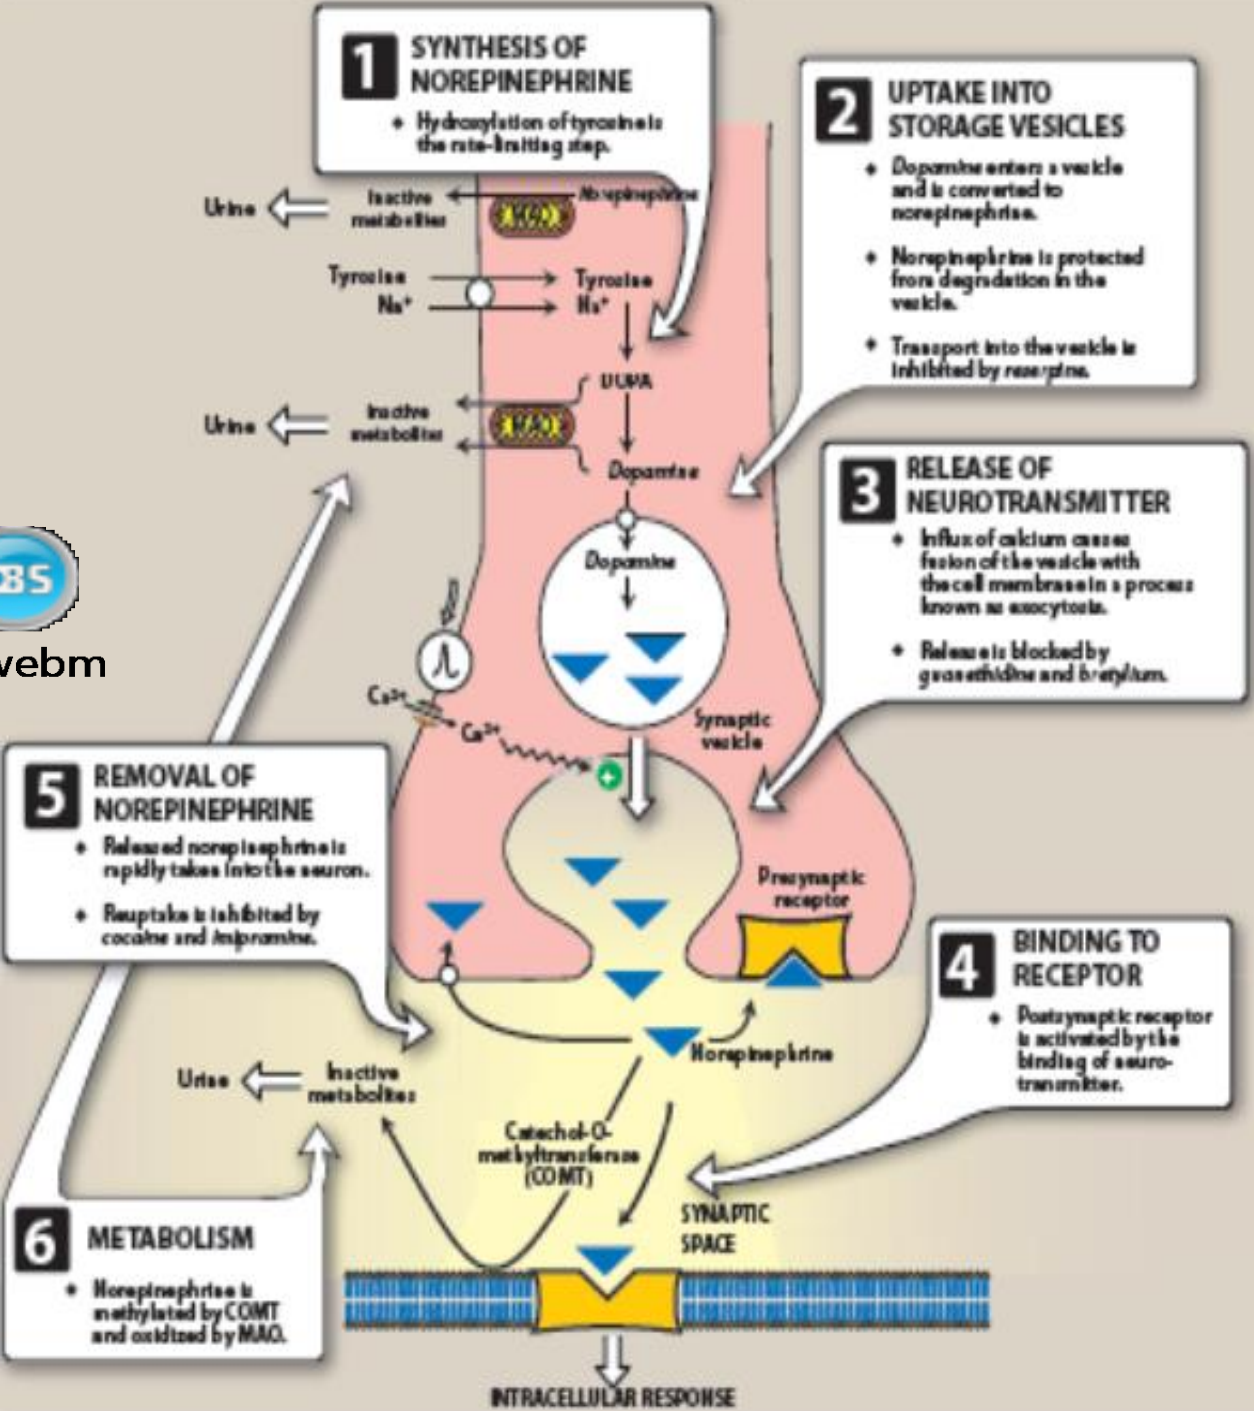 1
SYNTHESIS OF
NOREPINEPHRINE
Hydroxylation of tyrosine is
the rate-limiting step.
2
UPTAKE INTO
STORAGE VESICLES
Dopamine enters a vesicle
and is converted to
norepinephrine.
Norepinephrine is protected
from degradation in the
vesicle.
Transport into the vesicle is
inhibited by reserpine.
Urine
Inactive
metabolites
MAO
Norepinephrine
Tyrosine
Na+
Tyrosine
Na+
DOPA
Urine
Inactive
metabolites
MAO
Dopamine
3
RELEASE OF
NEUROTRANSMITTER
Influx of calcium causes
fusion of the vesicle with
the cell membrane in a process
known as exocytosis.
Release is blocked by
guanethidine and bretylium.
Dopamine
85
webm
Ca2+
Ca2+
Synaptic
vesicle
+
5
REMOVAL OF
NOREPINEPHRINE
Released norepinephrine is
rapidly taken into the neuron.
Reuptake is inhibited by
cocaine and imipramine.
Presynaptic
receptor
4
BINDING TO
RECEPTOR
Postsynaptic receptor
is activated by the
binding of neuro-
transmitter.
Norepinephrine
Urine
Inactive
metabolites
Catechol-O-
methyltransferase
(COMT)
SYNAPTIC
SPACE
6
METABOLISM
Norepinephrine is
methylated by COMT
and oxidized by MAO.
INTRACELLULAR RESPONSE